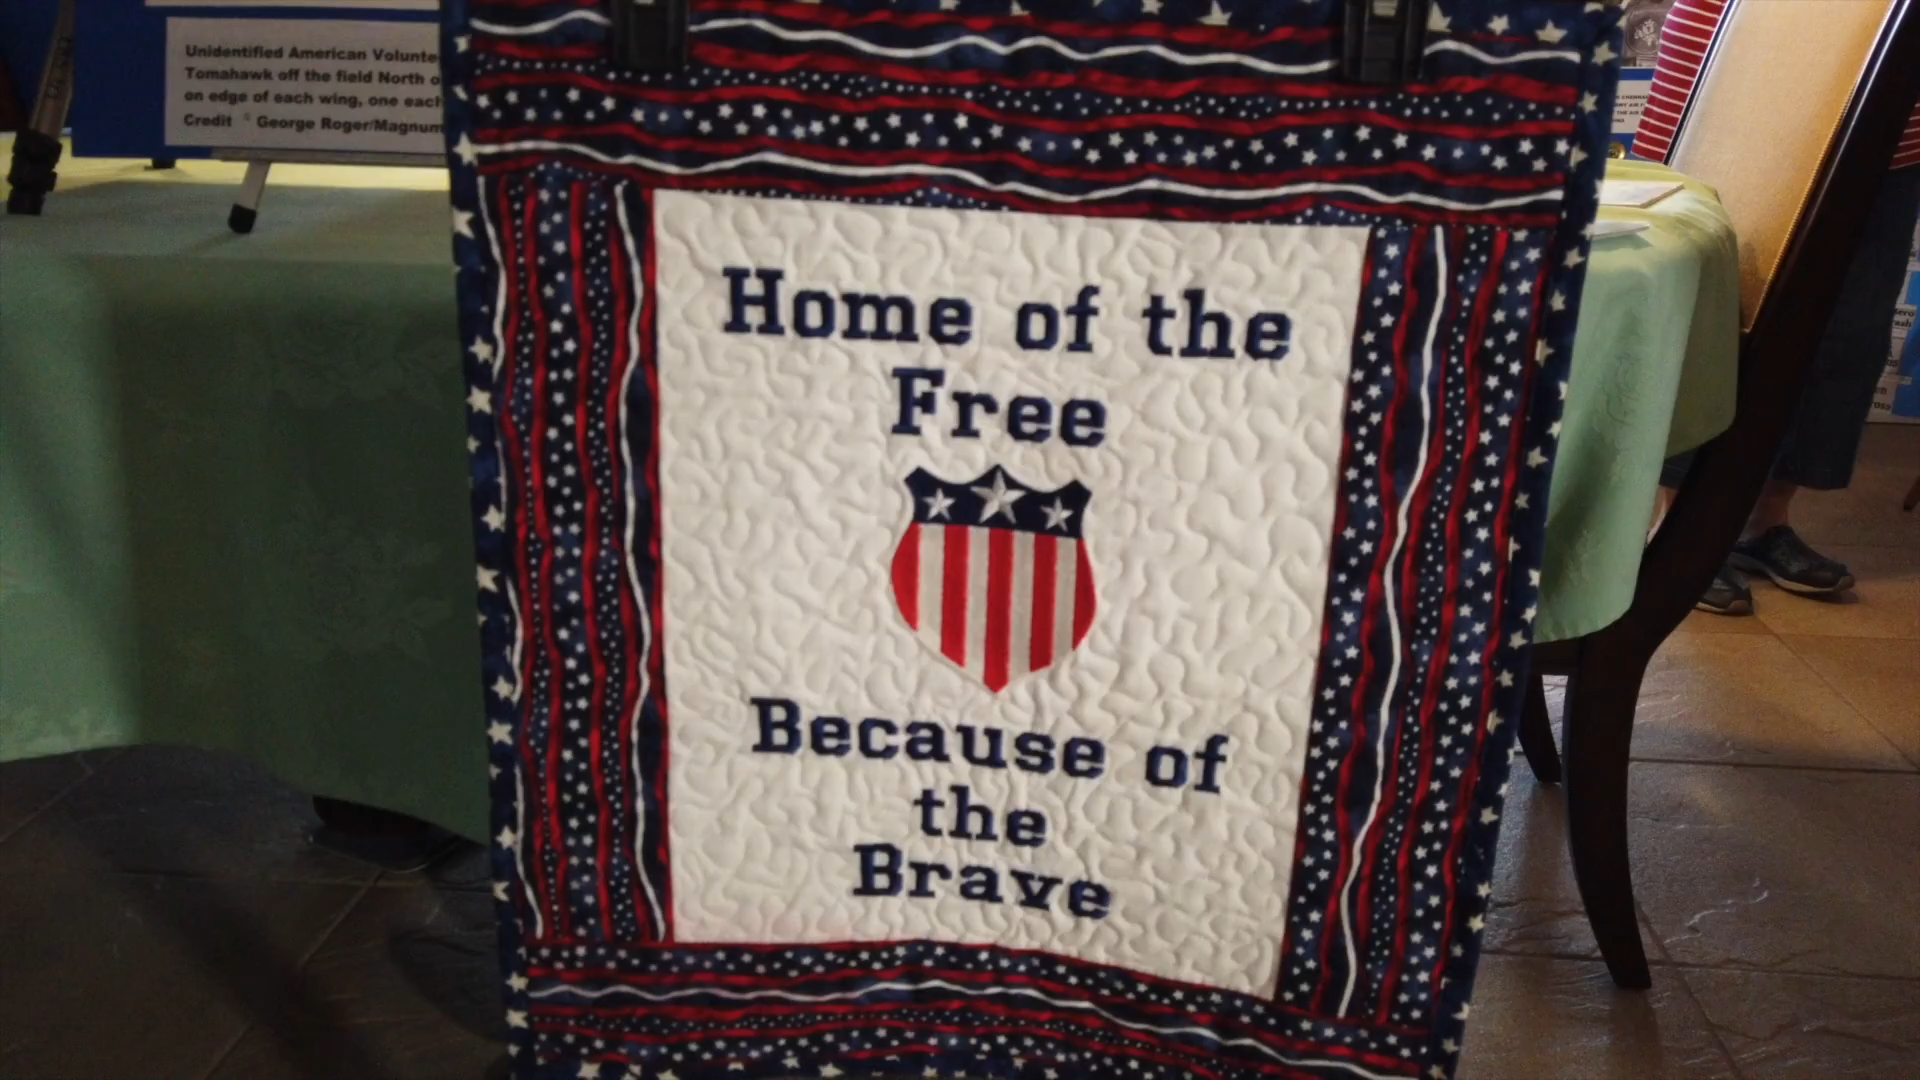 Unidentified American Volunte
Tomahawk off the field North o
on edge of each wing, one each
Credit © George Roger/Magnum
Home of the
Free
Because of
the
Brave